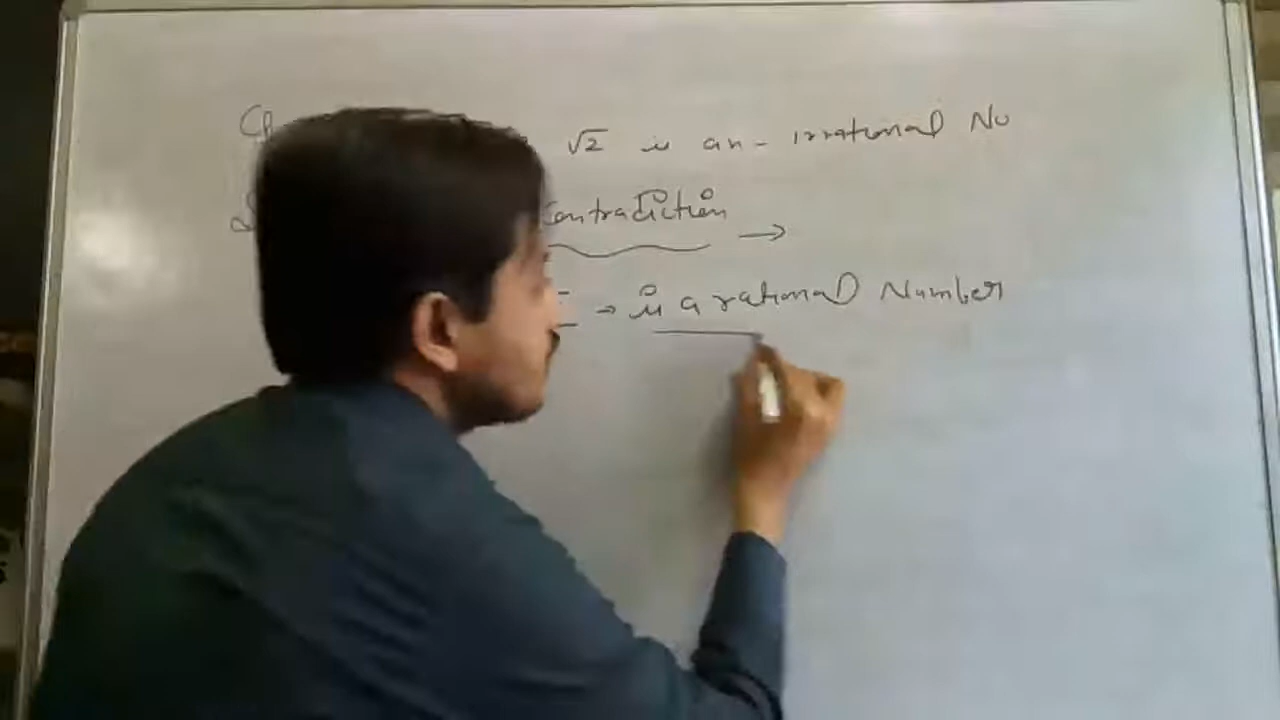 √2 is an- irrational No
Contradiction →
→ is a rational Number